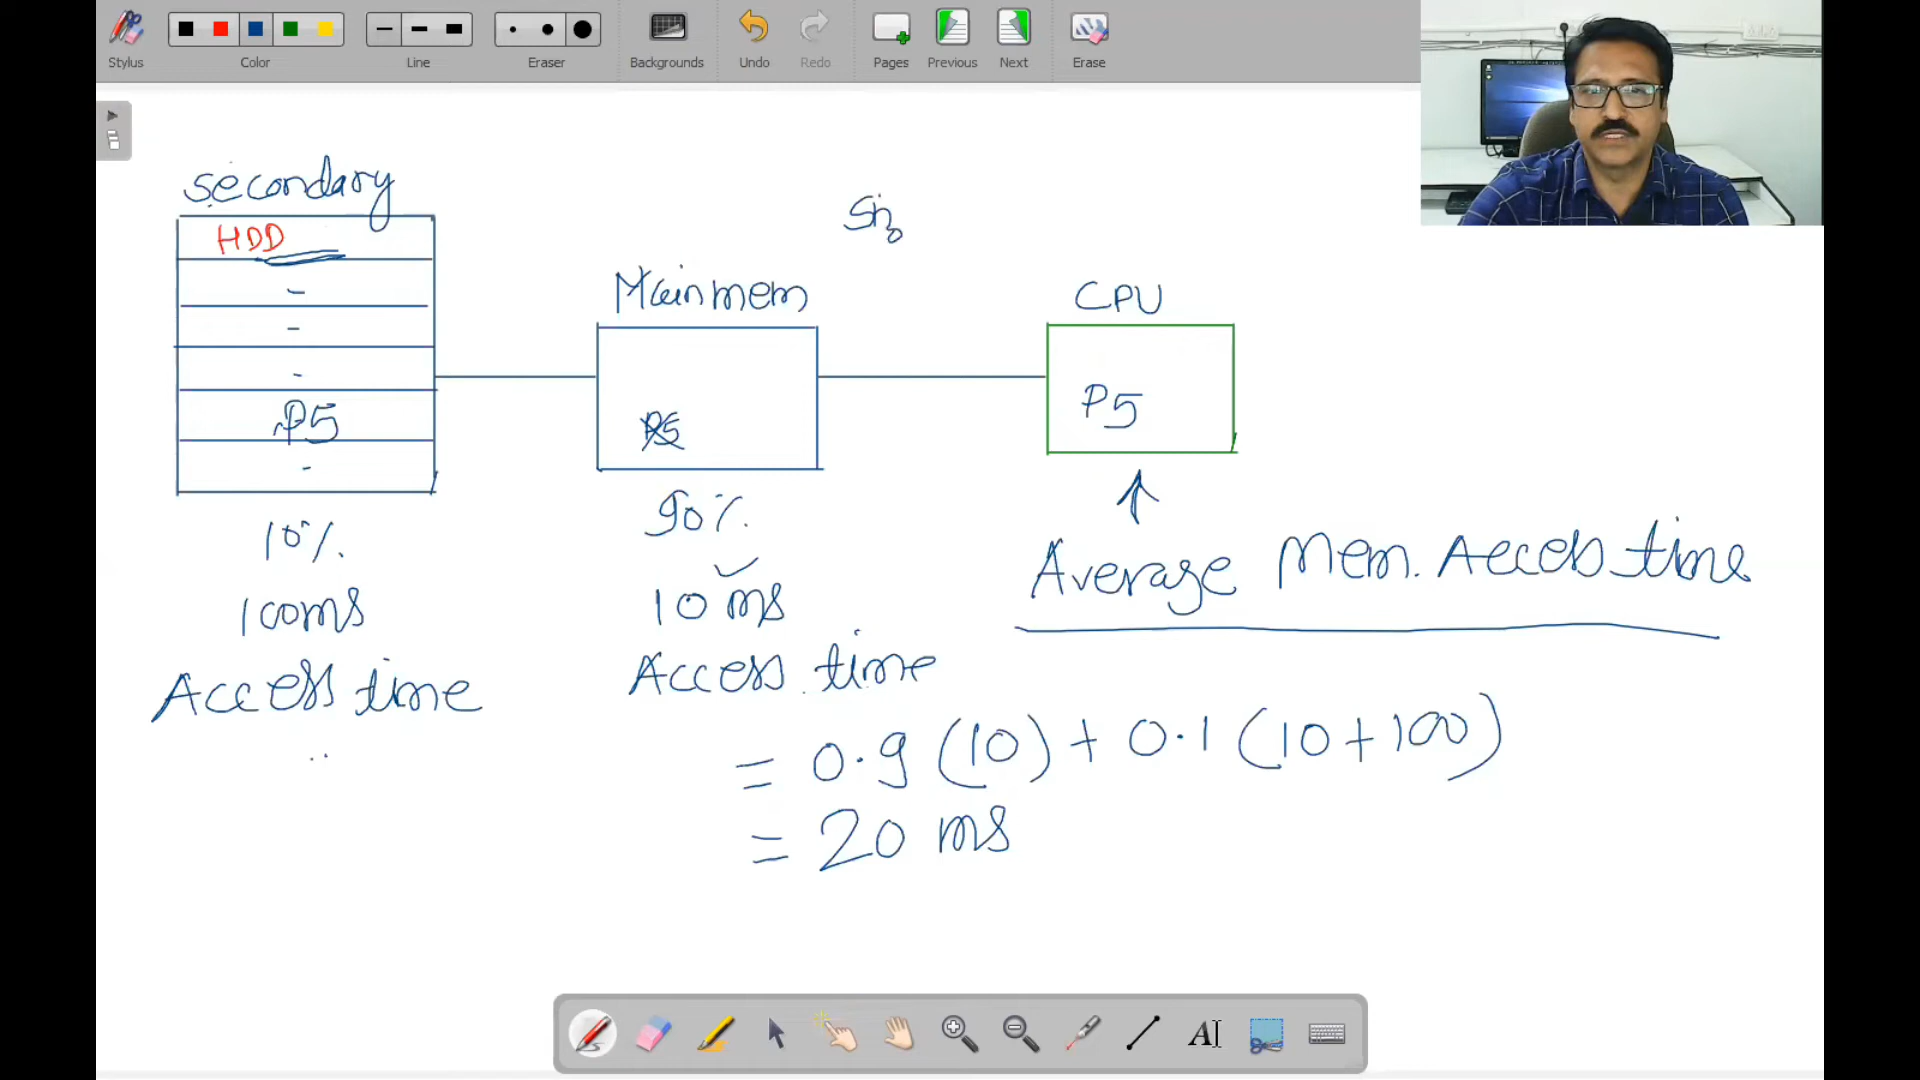 Stylus
Color
Line
Eraser
Backgrounds
Undo
Redo
Pages
Previous
Next
Erase
secondary
HDD
-
-
-
P5
-
10%
100ms
Access time
Main mem
P5
90%.
10 ms
Access time
CPU
P5
Average Mem. Access time
= 0.9 (10) + 0.1 (10+100)
= 20 ms
A